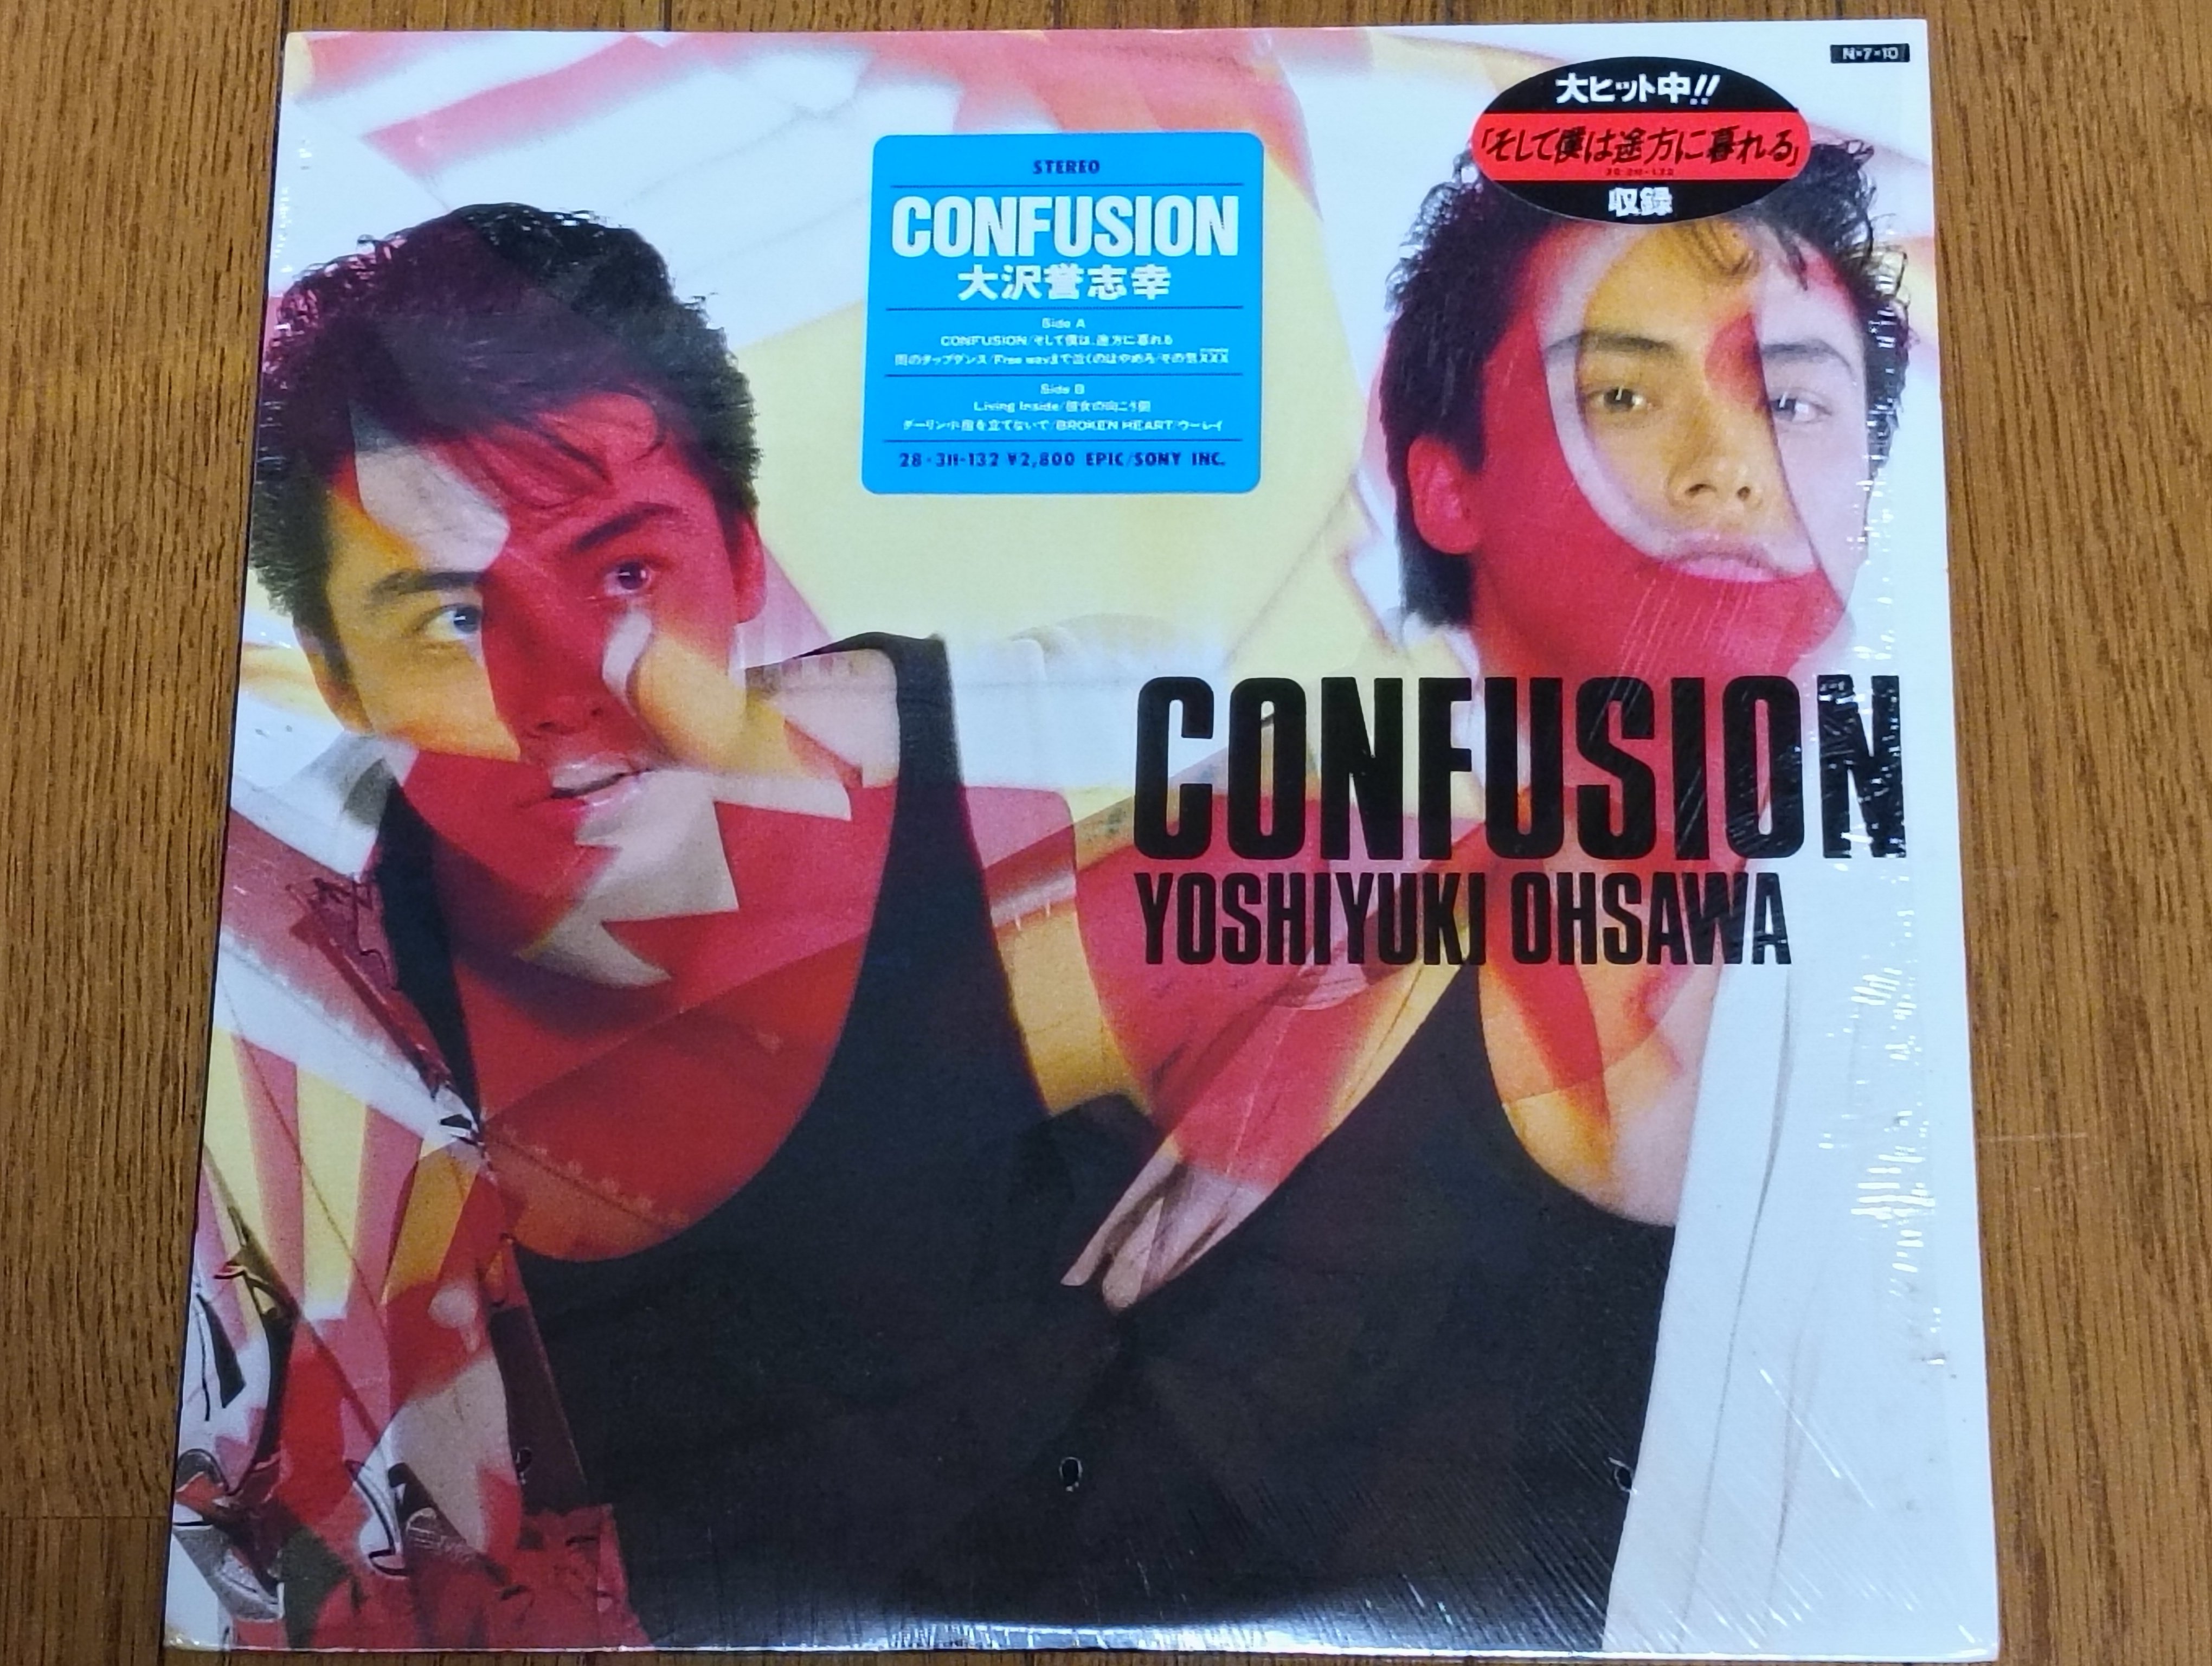 N・7・10
大ヒット中!!
「そして僕は途方に暮れる」
収録
STEREO
CONFUSION
大沢誉志幸
Side A
CONFUSION/そして僕は、途方に暮れる
雨のタップダンス/Free wayまで泣くのはやめろ/その気XXX
Side B
Living Inside/彼女の向こう側
ダーリン小指を立てないで/BROKEN HEART/ウーレイ
28・3H-132 ¥2,800 EPIC/SONY INC.
CONFUSION
YOSHIYUKI OHSAWA